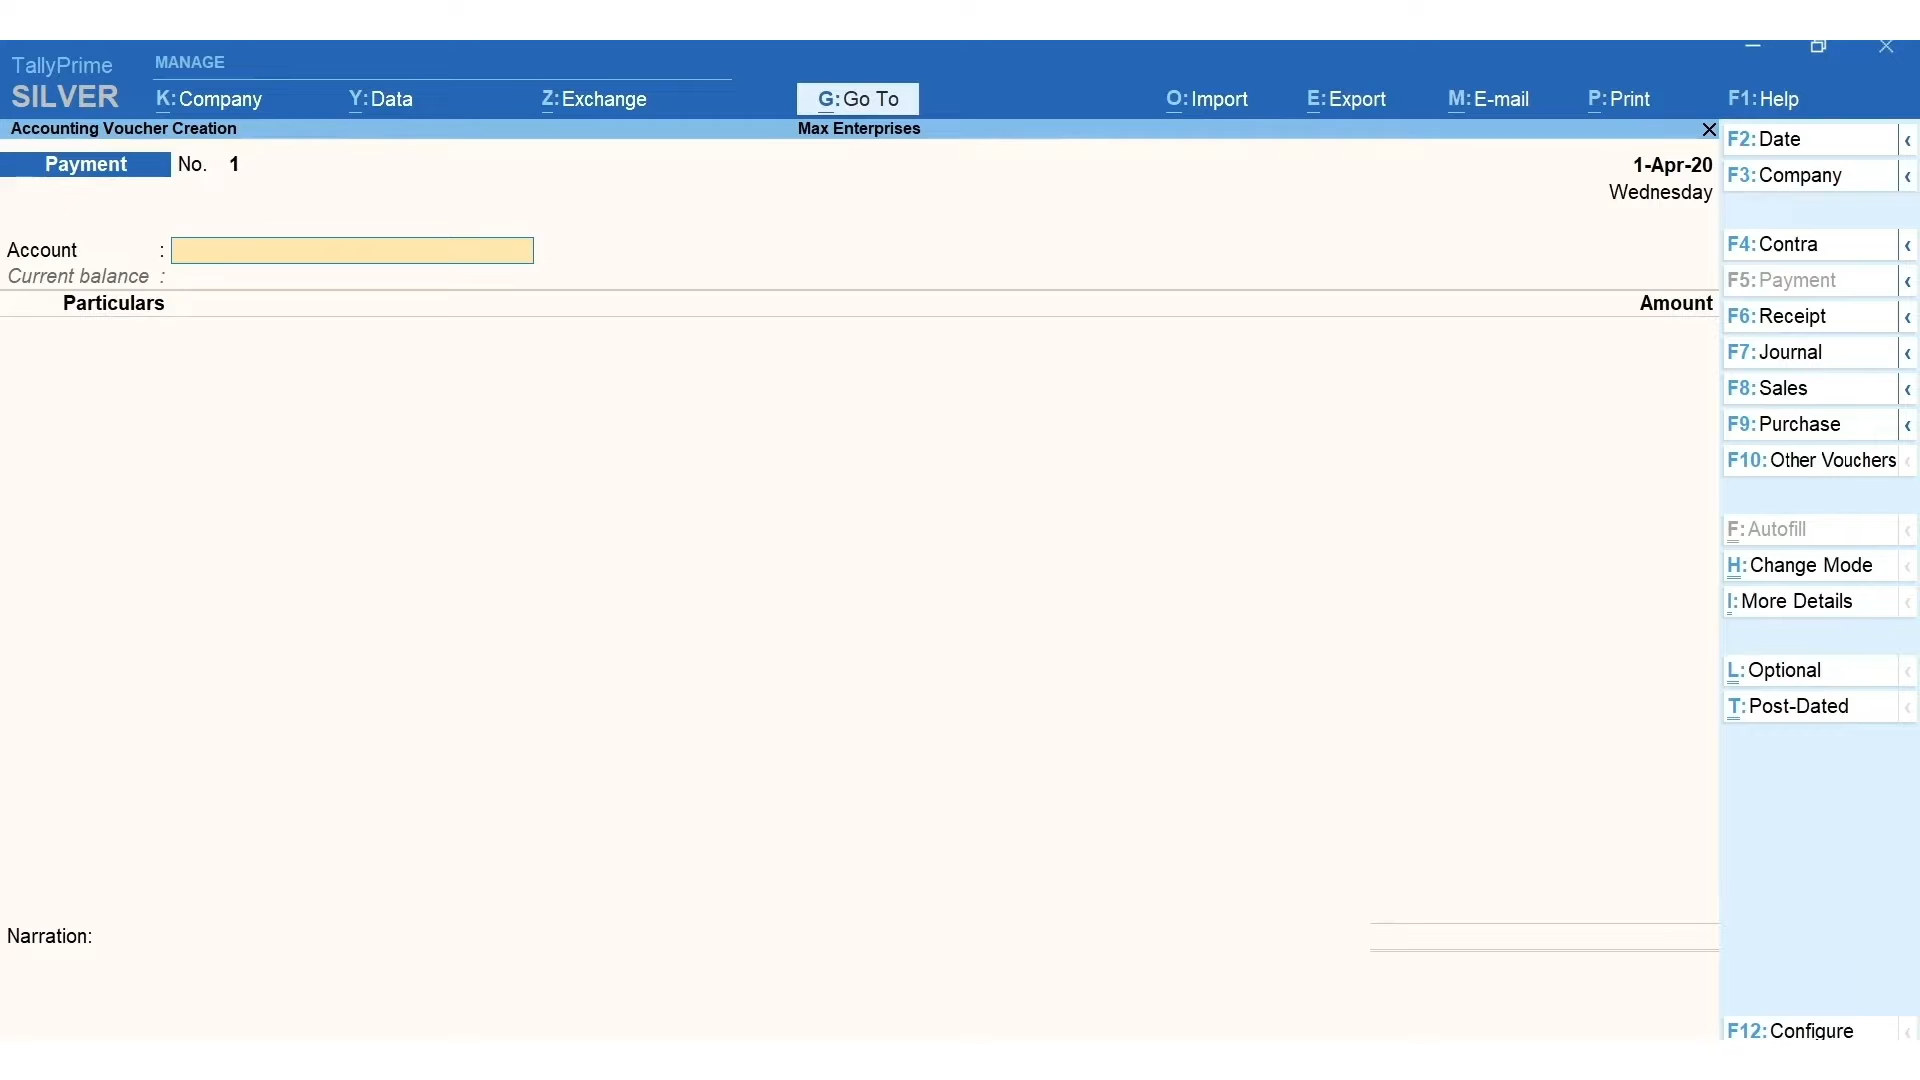 TallyPrime
SILVER
MANAGE
K: Company
Y: Data
Z: Exchange
G: Go To
O: Import
E: Export
M: E-mail
P: Print
F1: Help
Accounting Voucher Creation
Max Enterprises
Payment No. 1
1-Apr-20
Wednesday
Account :
Current balance :
Particulars
Amount
Narration:
F2: Date
F3: Company
F4: Contra
F5: Payment
F6: Receipt
F7: Journal
F8: Sales
F9: Purchase
F10: Other Vouchers
F: Autofill
H: Change Mode
I: More Details
L: Optional
T: Post-Dated
F12: Configure